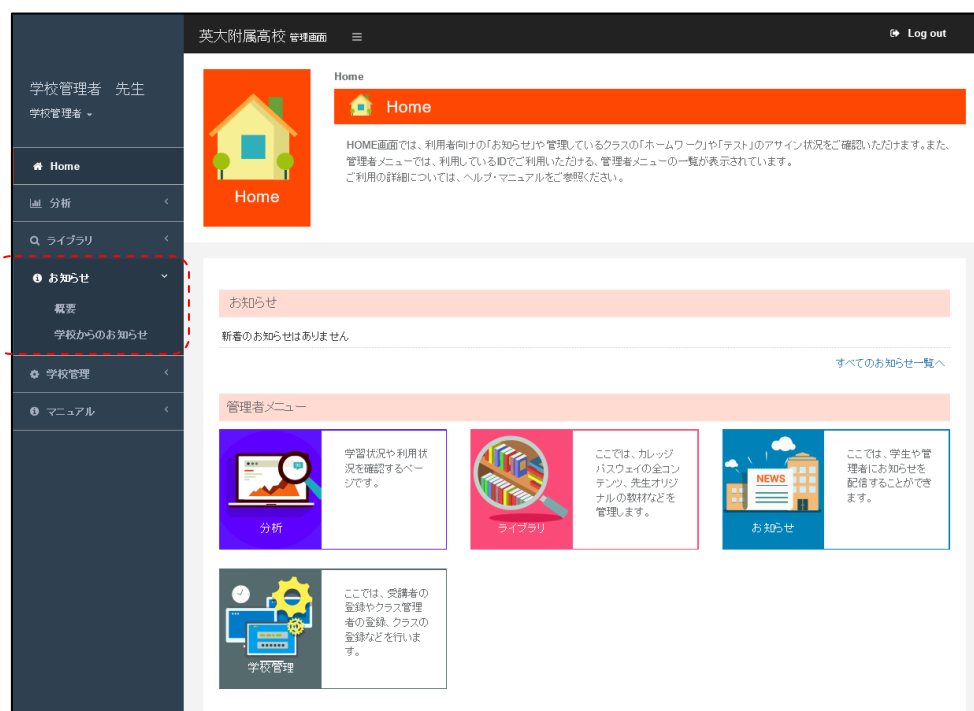 英大附属高校 管理画面
Log out
学校管理者 先生
学校管理者
Home
分析
ライブラリ
お知らせ
概要
学校からのお知らせ
学校管理
マニュアル
Home
Home
Home
HOME画面では、利用者向けの「お知らせ」や管理しているクラスの「ホームワーク」や「テスト」のアサイン状況をご確認いただけます。また、
管理者メニューでは、利用しているIDでご利用いただける、管理者メニューの一覧が表示されています。
ご利用の詳細については、ヘルプ・マニュアルをご参照ください。
お知らせ
新着のお知らせはありません
すべてのお知らせ一覧へ
管理者メニュー
分析
学習状況や利用状
況を確認するペー
ジです。
ライブラリ
ここでは、カレッジ
パスウェイの全コン
テンツ、先生オリジ
ナルの教材などを
管理します。
NEWS
お知らせ
ここでは、学生や管
理者にお知らせを
配信することができ
ます。
学校管理
ここでは、受講者の
登録やクラス管理
者の登録、クラスの
登録などを行いま
す。